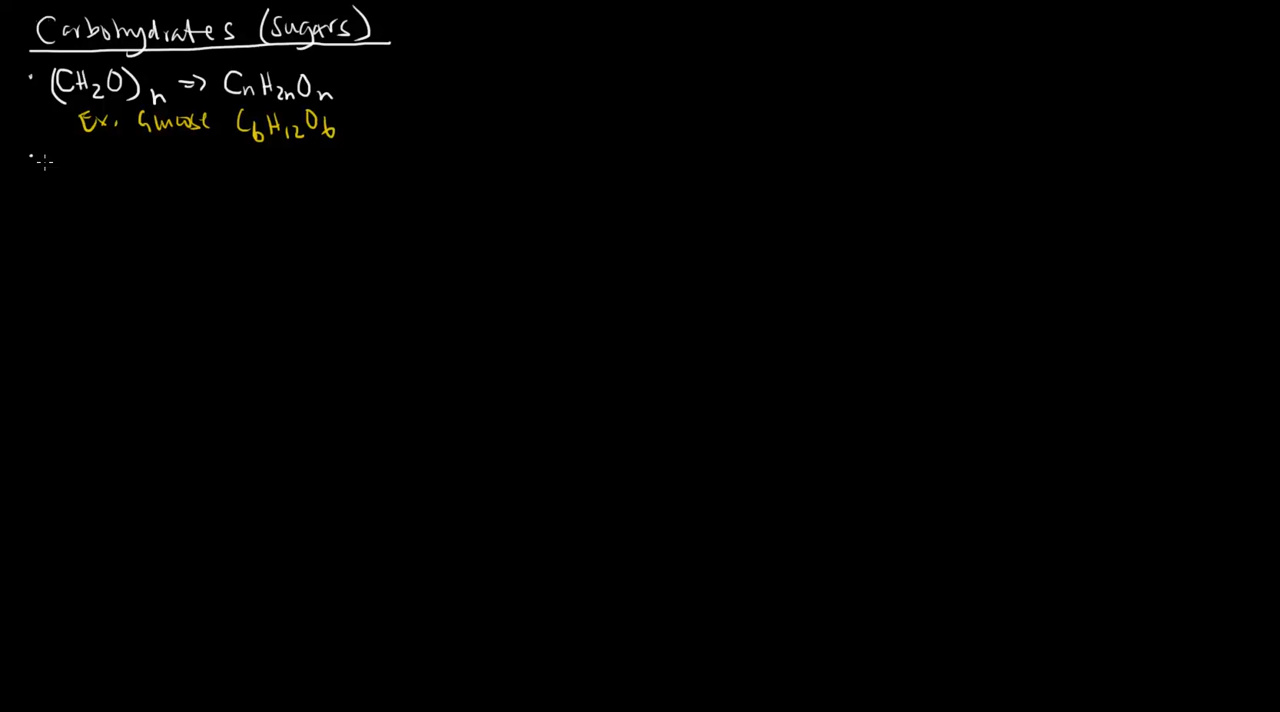 Carbohydrates (Sugars)
• (CH₂O)ₙ => CₙH₂ₙOₙ
Ex. Glucose C₆H₁₂O₆
•